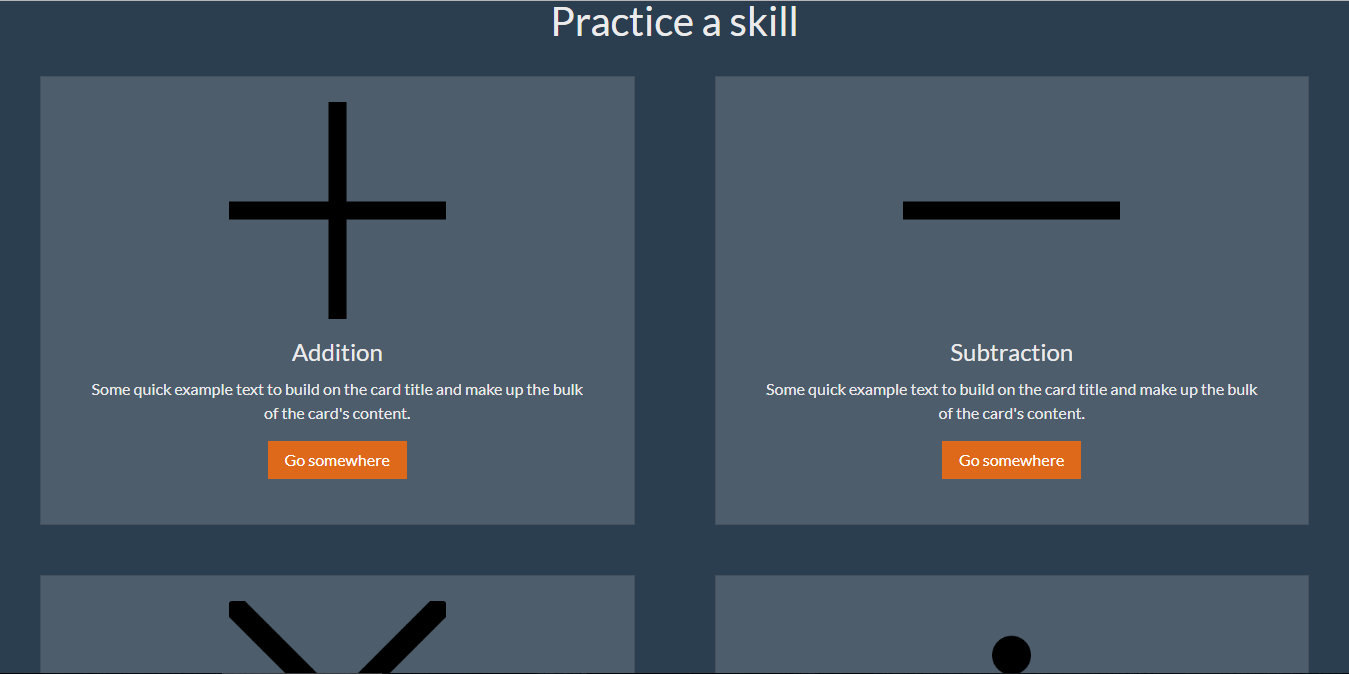 Practice a skill
Addition
Some quick example text to build on the card title and make up the bulk
of the card's content.
Go somewhere
Subtraction
Some quick example text to build on the card title and make up the bulk
of the card's content.
Go somewhere